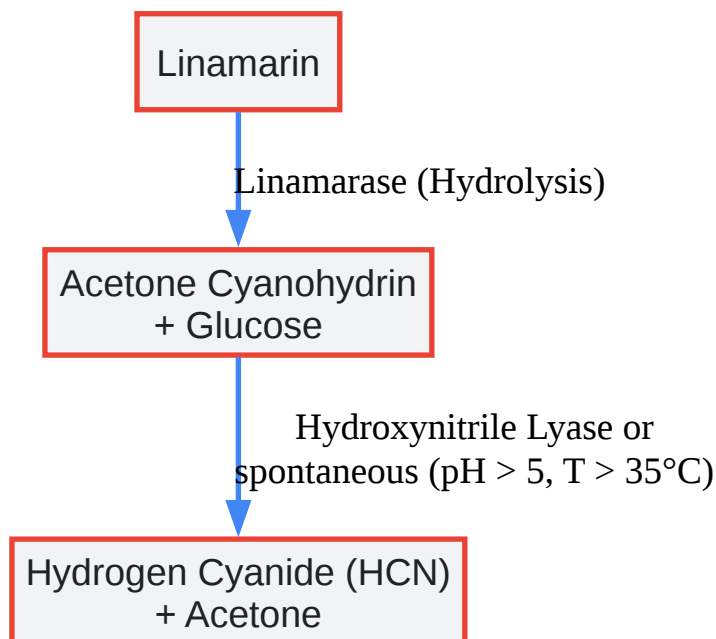 Linamarin
Linamarase (Hydrolysis)
Acetone Cyanohydrin
+ Glucose
Hydroxynitrile Lyase or
spontaneous (pH > 5, T > 35°C)
Hydrogen Cyanide (HCN)
+ Acetone